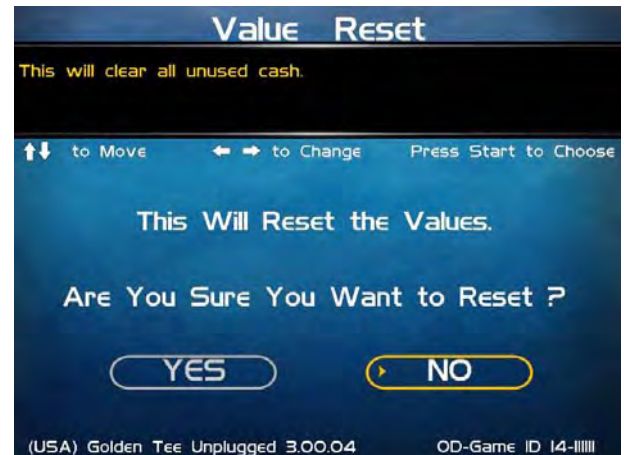 Value Reset
This will clear all unused cash.
⬆⬇ to Move ⬅ ➡ to Change Press Start to Choose
This Will Reset the Values.
Are You Sure You Want to Reset ?
YES NO
(USA) Golden Tee Unplugged 3.00.04 OD-Game ID 14-111111